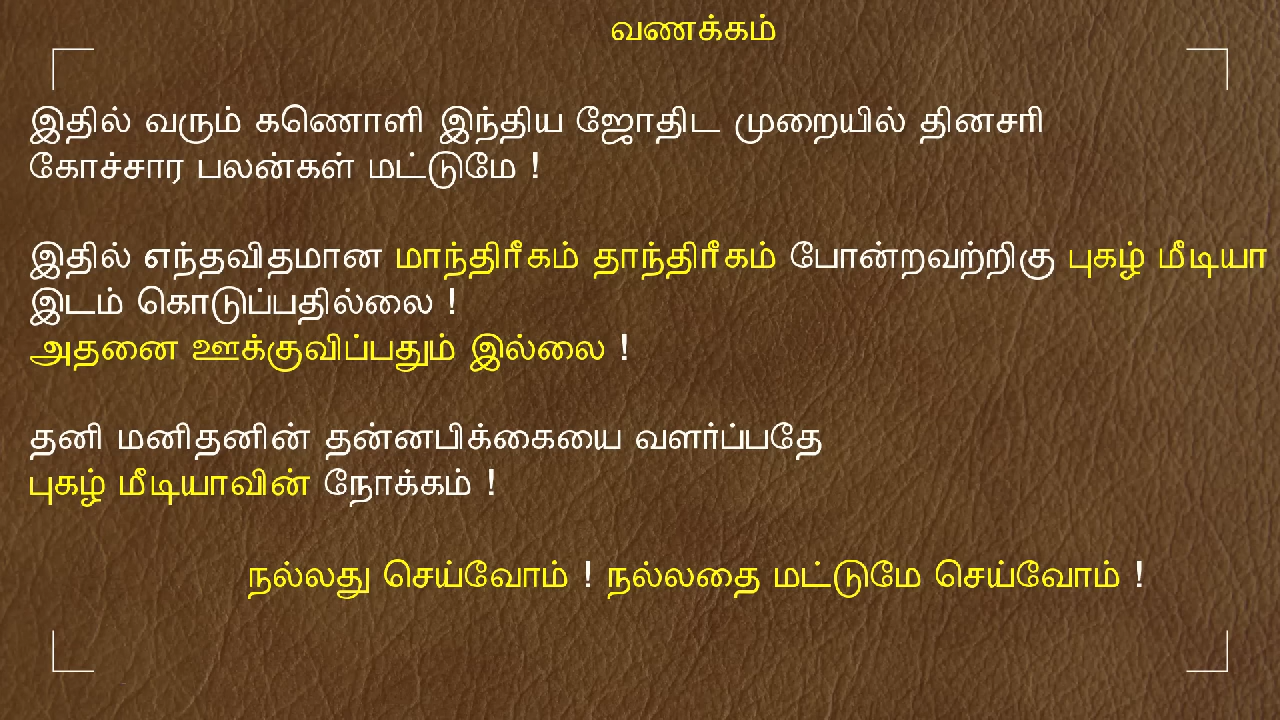 வணக்கம்
இதில் வரும் கணொளி இந்திய ஜோதிட முறையில் தினசரி
கோச்சார பலன்கள் மட்டுமே !
இதில் எந்தவிதமான மாந்திரீகம் தாந்திரீகம் போன்றவற்றிகு புகழ் மீடியா
இடம் கொடுப்பதில்லை !
அதனை ஊக்குவிப்பதும் இல்லை !
தனி மனிதனின் தன்னபிக்கையை வளர்ப்பதே
புகழ் மீடியாவின் நோக்கம் !
நல்லது செய்வோம் ! நல்லதை மட்டுமே செய்வோம் !